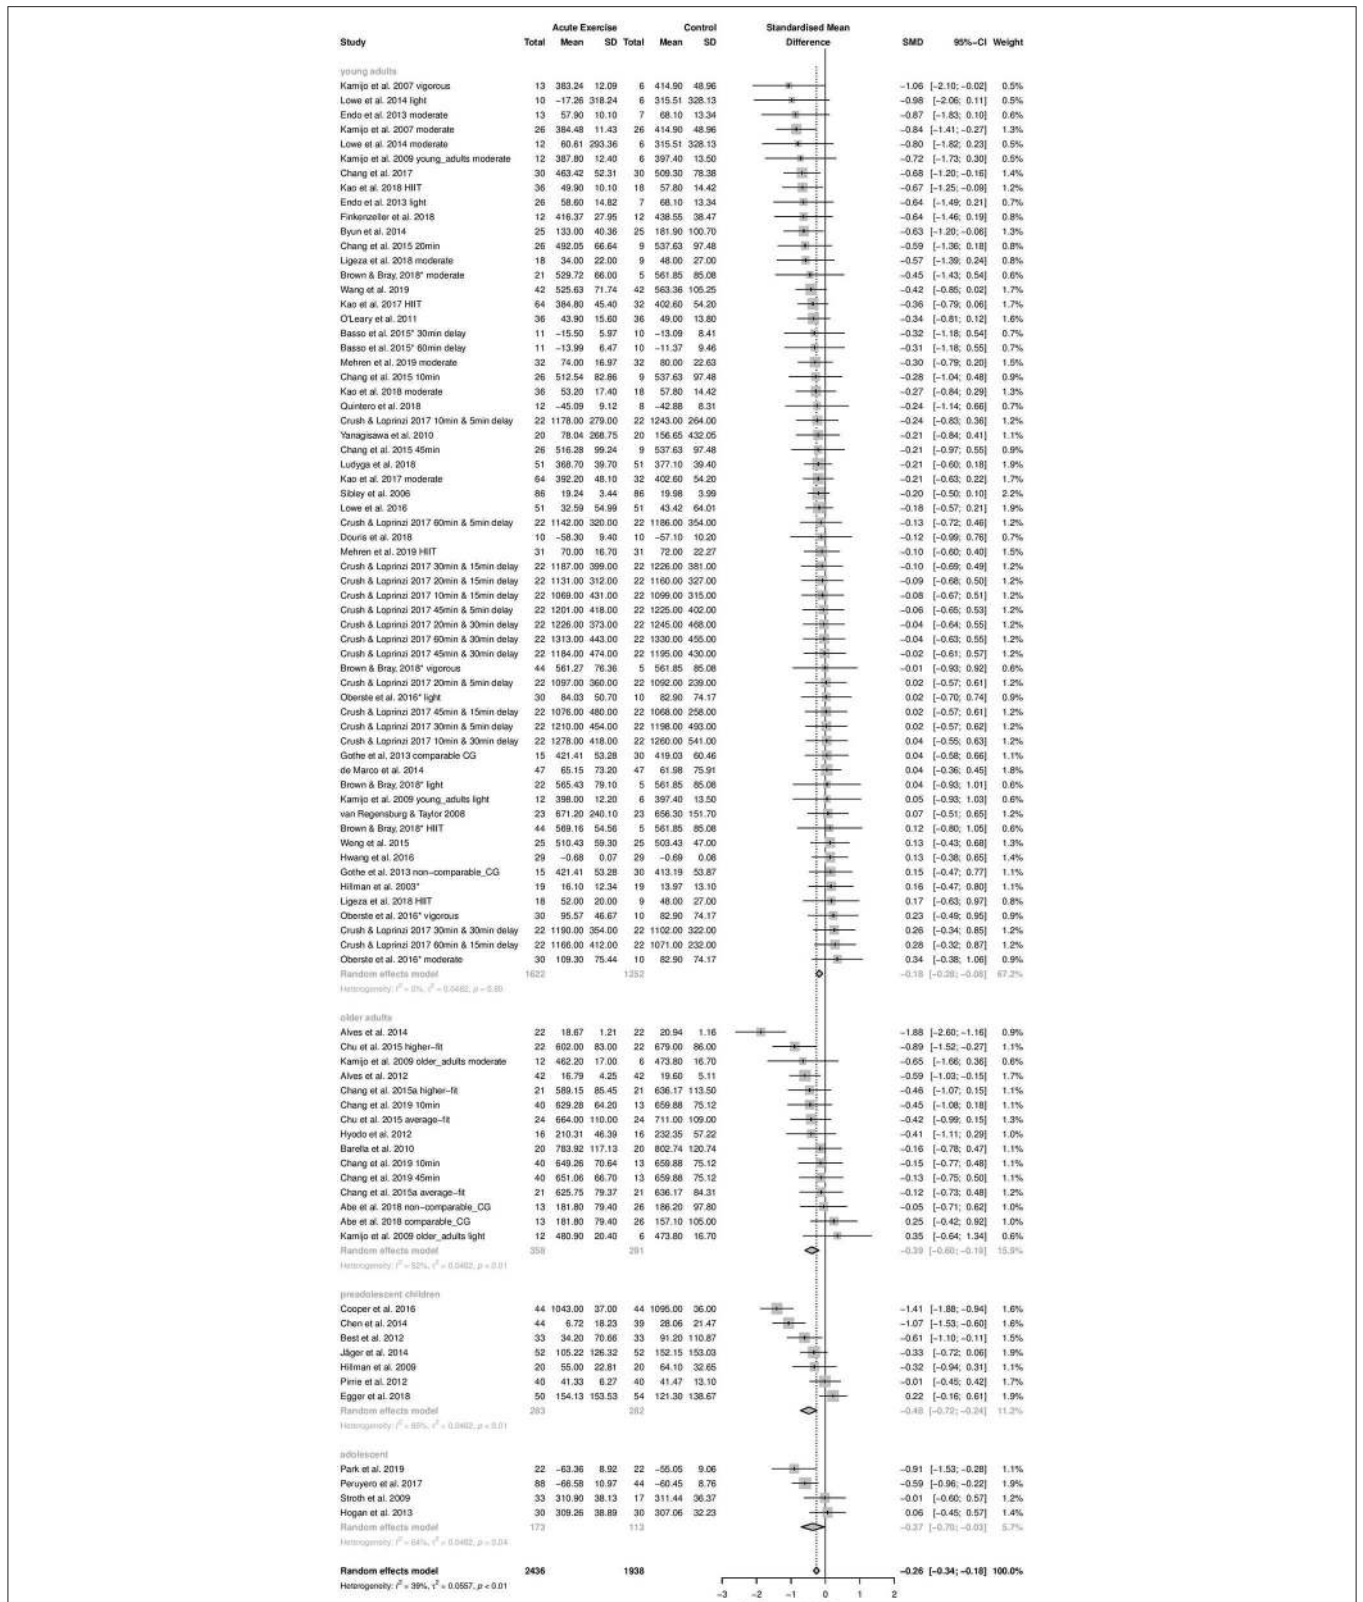 Acute Exercise Control Standardised Mean
Study Total Mean SD Total Mean SD Difference SMD 95%−CI Weight
young adults
Kamijo et al. 2007 vigorous 13 383.24 12.09 6 414.90 48.96 −1.06 [−2.10; −0.02] 0.5%
Lowe et al. 2014 light 10 −17.26 318.24 6 315.51 328.13 −0.98 [−2.06; 0.11] 0.5%
Endo et al. 2013 moderate 13 57.90 10.10 7 68.10 13.34 −0.87 [−1.83; 0.10] 0.6%
Kamijo et al. 2007 moderate 26 384.48 11.43 26 414.90 48.96 −0.84 [−1.41; −0.27] 1.3%
Lowe et al. 2014 moderate 12 60.81 293.36 6 315.51 328.13 −0.80 [−1.82; 0.23] 0.5%
Kamijo et al. 2009 young_adults moderate 12 387.80 12.40 6 397.40 13.50 −0.72 [−1.73; 0.30] 0.5%
Chang et al. 2017 30 463.42 52.31 30 509.30 78.38 −0.68 [−1.20; −0.16] 1.4%
Kao et al. 2018 HIIT 36 49.90 10.10 18 57.80 14.42 −0.67 [−1.25; −0.09] 1.2%
Endo et al. 2013 light 26 58.60 14.82 7 68.10 13.34 −0.64 [−1.49; 0.21] 0.7%
Finkenzeller et al. 2018 12 416.37 27.95 12 438.55 38.47 −0.64 [−1.46; 0.19] 0.8%
Byun et al. 2014 25 133.00 40.36 25 181.90 100.70 −0.63 [−1.20; −0.06] 1.3%
Chang et al. 2015 20min 26 492.05 66.64 9 537.63 97.48 −0.59 [−1.36; 0.18] 0.8%
Ligeza et al. 2018 moderate 18 34.00 22.00 9 48.00 27.00 −0.57 [−1.39; 0.24] 0.8%
Brown & Bray, 2018* moderate 21 529.72 66.00 5 561.85 85.08 −0.45 [−1.43; 0.54] 0.6%
Wang et al. 2019 42 525.63 71.74 42 563.36 105.25 −0.42 [−0.85; 0.02] 1.7%
Kao et al. 2017 HIIT 64 384.80 45.40 32 402.60 54.20 −0.36 [−0.79; 0.06] 1.7%
O'Leary et al. 2011 36 43.90 15.60 36 49.00 13.80 −0.34 [−0.81; 0.12] 1.6%
Basso et al. 2015* 30min delay 11 −15.50 5.97 10 −13.09 8.41 −0.32 [−1.18; 0.54] 0.7%
Basso et al. 2015* 60min delay 11 −13.99 6.47 10 −11.37 9.46 −0.31 [−1.18; 0.55] 0.7%
Mehren et al. 2019 moderate 32 74.00 16.97 32 80.00 22.63 −0.30 [−0.79; 0.20] 1.5%
Chang et al. 2015 10min 26 512.54 82.86 9 537.63 97.48 −0.28 [−1.04; 0.48] 0.9%
Kao et al. 2018 moderate 36 53.20 17.40 18 57.80 14.42 −0.27 [−0.84; 0.29] 1.3%
Quintero et al. 2018 12 −45.09 9.12 8 −42.88 8.31 −0.24 [−1.14; 0.66] 0.7%
Crush & Loprinzi 2017 10min & 5min delay 22 1178.00 279.00 22 1243.00 264.00 −0.24 [−0.83; 0.36] 1.2%
Yanagisawa et al. 2010 20 78.04 268.75 20 156.65 432.05 −0.21 [−0.84; 0.41] 1.1%
Chang et al. 2015 45min 26 516.28 99.24 9 537.63 97.48 −0.21 [−0.97; 0.55] 0.9%
Ludyga et al. 2018 51 368.70 39.70 51 377.10 39.40 −0.21 [−0.60; 0.18] 1.9%
Kao et al. 2017 moderate 64 392.20 48.10 32 402.60 54.20 −0.21 [−0.63; 0.22] 1.7%
Sibley et al. 2006 86 19.24 3.44 86 19.98 3.99 −0.20 [−0.50; 0.10] 2.2%
Lowe et al. 2016 51 32.59 54.99 51 43.42 64.01 −0.18 [−0.57; 0.21] 1.9%
Crush & Loprinzi 2017 60min & 5min delay 22 1142.00 320.00 22 1186.00 354.00 −0.13 [−0.72; 0.46] 1.2%
Douris et al. 2018 10 −58.30 9.40 10 −57.10 10.20 −0.12 [−0.99; 0.76] 0.7%
Mehren et al. 2019 HIIT 31 70.00 16.70 31 72.00 22.27 −0.10 [−0.60; 0.40] 1.5%
Crush & Loprinzi 2017 30min & 15min delay 22 1187.00 399.00 22 1226.00 381.00 −0.10 [−0.69; 0.49] 1.2%
Crush & Loprinzi 2017 20min & 15min delay 22 1131.00 312.00 22 1160.00 327.00 −0.09 [−0.68; 0.50] 1.2%
Crush & Loprinzi 2017 10min & 15min delay 22 1069.00 431.00 22 1099.00 315.00 −0.08 [−0.67; 0.51] 1.2%
Crush & Loprinzi 2017 45min & 5min delay 22 1201.00 418.00 22 1225.00 402.00 −0.06 [−0.65; 0.53] 1.2%
Crush & Loprinzi 2017 20min & 30min delay 22 1226.00 373.00 22 1245.00 468.00 −0.04 [−0.64; 0.55] 1.2%
Crush & Loprinzi 2017 60min & 30min delay 22 1313.00 443.00 22 1330.00 455.00 −0.04 [−0.63; 0.55] 1.2%
Crush & Loprinzi 2017 45min & 30min delay 22 1184.00 474.00 22 1195.00 430.00 −0.02 [−0.61; 0.57] 1.2%
Brown & Bray, 2018* vigorous 44 561.27 76.36 5 561.85 85.08 −0.01 [−0.93; 0.92] 0.6%
Crush & Loprinzi 2017 20min & 5min delay 22 1097.00 360.00 22 1092.00 239.00 0.02 [−0.57; 0.61] 1.2%
Oberste et al. 2016* light 30 84.03 50.70 10 82.90 74.17 0.02 [−0.70; 0.74] 0.9%
Crush & Loprinzi 2017 45min & 15min delay 22 1076.00 480.00 22 1068.00 258.00 0.02 [−0.57; 0.61] 1.2%
Crush & Loprinzi 2017 30min & 5min delay 22 1210.00 454.00 22 1198.00 493.00 0.02 [−0.57; 0.62] 1.2%
Crush & Loprinzi 2017 10min & 30min delay 22 1278.00 418.00 22 1260.00 541.00 0.04 [−0.55; 0.63] 1.2%
Gothe et al. 2013 comparable CG 15 421.41 53.28 30 419.03 60.46 0.04 [−0.58; 0.66] 1.1%
de Marco et al. 2014 47 65.15 73.20 47 61.98 75.91 0.04 [−0.36; 0.45] 1.8%
Brown & Bray, 2018* light 22 565.43 79.10 5 561.85 85.08 0.04 [−0.93; 1.01] 0.6%
Kamijo et al. 2009 young_adults light 12 398.00 12.20 6 397.40 13.50 0.05 [−0.93; 1.03] 0.6%
van Regensburg & Taylor 2008 23 671.20 240.10 23 656.30 151.70 0.07 [−0.51; 0.65] 1.2%
Brown & Bray, 2018* HIIT 44 569.16 54.56 5 561.85 85.08 0.12 [−0.80; 1.05] 0.6%
Weng et al. 2015 25 510.43 59.30 25 503.43 47.00 0.13 [−0.43; 0.68] 1.3%
Hwang et al. 2016 29 −0.68 0.07 29 −0.69 0.08 0.13 [−0.38; 0.65] 1.4%
Gothe et al. 2013 non−comparable_CG 15 421.41 53.28 30 413.19 53.87 0.15 [−0.47; 0.77] 1.1%
Hillman et al. 2003* 19 16.10 12.34 19 13.97 13.10 0.16 [−0.47; 0.80] 1.1%
Ligeza et al. 2018 HIIT 18 52.00 20.00 9 48.00 27.00 0.17 [−0.63; 0.97] 0.8%
Oberste et al. 2016* vigorous 30 95.57 46.67 10 82.90 74.17 0.23 [−0.49; 0.95] 0.9%
Crush & Loprinzi 2017 30min & 30min delay 22 1190.00 354.00 22 1102.00 322.00 0.26 [−0.34; 0.85] 1.2%
Crush & Loprinzi 2017 60min & 15min delay 22 1166.00 412.00 22 1071.00 232.00 0.28 [−0.32; 0.87] 1.2%
Oberste et al. 2016* moderate 30 109.30 75.44 10 82.90 74.17 0.34 [−0.38; 1.06] 0.9%
Random effects model 1622 1252 −0.18 [−0.28; −0.08] 67.2%
Heterogeneity: I² = 0%, τ² = 0.0462, p = 0.89
older adults
Alves et al. 2014 22 18.67 1.21 22 20.94 1.16 −1.88 [−2.60; −1.16] 0.9%
Chu et al. 2015 higher−fit 22 602.00 83.00 22 679.00 86.00 −0.89 [−1.52; −0.27] 1.1%
Kamijo et al. 2009 older_adults moderate 12 462.20 17.00 6 473.80 16.70 −0.65 [−1.66; 0.36] 0.6%
Alves et al. 2012 42 16.79 4.25 42 19.60 5.11 −0.59 [−1.03; −0.15] 1.7%
Chang et al. 2015a higher−fit 21 589.15 85.45 21 636.17 113.50 −0.46 [−1.07; 0.15] 1.1%
Chang et al. 2019 10min 40 629.28 64.20 13 659.88 75.12 −0.45 [−1.08; 0.18] 1.1%
Chu et al. 2015 average−fit 24 664.00 110.00 24 711.00 109.00 −0.42 [−0.99; 0.15] 1.3%
Hyodo et al. 2012 16 210.31 46.39 16 232.35 57.22 −0.41 [−1.11; 0.29] 1.0%
Barella et al. 2010 20 783.92 117.13 20 802.74 120.74 −0.16 [−0.78; 0.47] 1.1%
Chang et al. 2019 10min 40 649.26 70.64 13 659.88 75.12 −0.15 [−0.77; 0.48] 1.1%
Chang et al. 2019 45min 40 651.06 66.70 13 659.88 75.12 −0.13 [−0.75; 0.50] 1.1%
Chang et al. 2015a average−fit 21 625.75 79.37 21 636.17 84.31 −0.12 [−0.73; 0.48] 1.2%
Abe et al. 2018 non−comparable_CG 13 181.80 79.40 26 186.20 97.80 −0.05 [−0.71; 0.62] 1.0%
Abe et al. 2018 comparable_CG 13 181.80 79.40 26 157.10 105.00 0.25 [−0.42; 0.92] 1.0%
Kamijo et al. 2009 older_adults light 12 480.90 20.40 6 473.80 16.70 0.35 [−0.64; 1.34] 0.6%
Random effects model 358 281 −0.39 [−0.60; −0.18] 15.9%
Heterogeneity: I² = 52%, τ² = 0.0462, p = 0.01
preadolescent children
Cooper et al. 2016 44 1043.00 37.00 44 1095.00 36.00 −1.41 [−1.88; −0.94] 1.6%
Chen et al. 2014 44 6.72 18.23 39 28.06 21.47 −1.07 [−1.53; −0.60] 1.6%
Best et al. 2012 33 34.20 70.66 33 91.20 110.87 −0.61 [−1.10; −0.11] 1.5%
Jäger et al. 2014 52 105.22 126.32 52 152.15 153.03 −0.33 [−0.72; 0.06] 1.9%
Hillman et al. 2009 20 55.00 22.81 20 64.10 32.65 −0.32 [−0.94; 0.31] 1.1%
Pirrie et al. 2012 40 41.33 6.27 40 41.47 13.10 −0.01 [−0.45; 0.42] 1.7%
Egger et al. 2018 50 154.13 153.53 54 121.30 138.67 0.22 [−0.16; 0.61] 1.9%
Random effects model 283 282 −0.48 [−0.72; −0.24] 11.2%
Heterogeneity: I² = 85%, τ² = 0.0462, p < 0.01
adolescent
Park et al. 2019 22 −63.36 8.92 22 −55.05 9.06 −0.91 [−1.53; −0.28] 1.1%
Peruyero et al. 2017 88 −66.58 10.97 44 −60.45 8.76 −0.59 [−0.96; −0.22] 1.9%
Stroth et al. 2009 33 310.90 38.13 17 311.44 36.37 −0.01 [−0.60; 0.57] 1.2%
Hogan et al. 2013 30 309.26 38.89 30 307.06 32.23 0.06 [−0.45; 0.57] 1.4%
Random effects model 173 113 −0.37 [−0.70; −0.03] 5.7%
Heterogeneity: I² = 64%, τ² = 0.0462, p = 0.04
Random effects model 2436 1938 −0.26 [−0.34; −0.18] 100.0%
Heterogeneity: I² = 39%, τ² = 0.0557, p < 0.01
−3 −2 −1 0 1 2